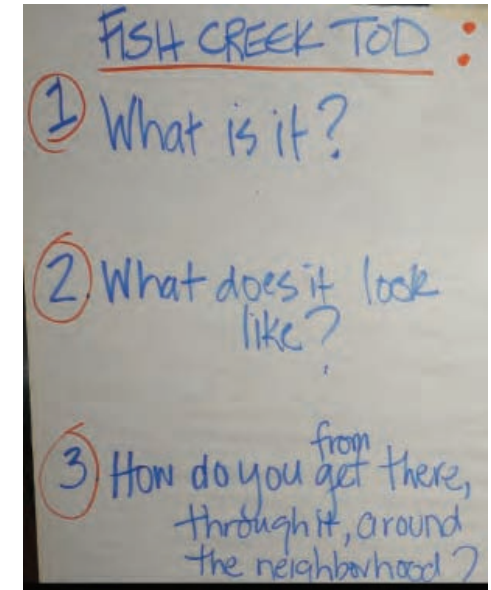 FISH CREEK TOD :
1 What is it?
2. What does it look
like?
from
3 How do you get there,
through it, around
the neighborhood?